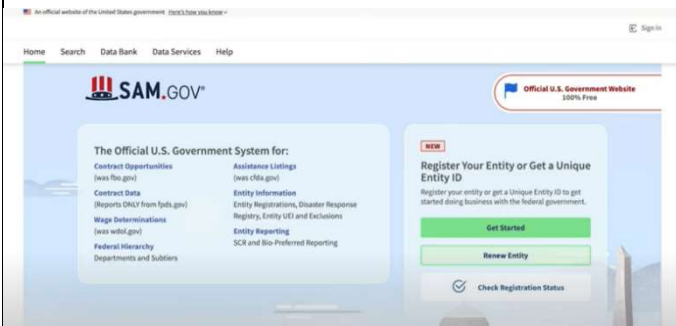 An official website of the United States government Here's how you know
Sign In
Home Search Data Bank Data Services Help
SAM.GOV®
Official U.S. Government Website
100% Free
The Official U.S. Government System for:
Contract Opportunities
(was fbo.gov)
Contract Data
(Reports ONLY from fpds.gov)
Wage Determinations
(was wdol.gov)
Federal Hierarchy
Departments and Subtiers
Assistance Listings
(was cfda.gov)
Entity Information
Entity Registrations, Disaster Response
Registry, Entity UEI and Exclusions
Entity Reporting
SCR and Bio-Preferred Reporting
NEW
Register Your Entity or Get a Unique
Entity ID
Register your entity or get a Unique Entity ID to get
started doing business with the federal government.
Get Started
Renew Entity
Check Registration Status